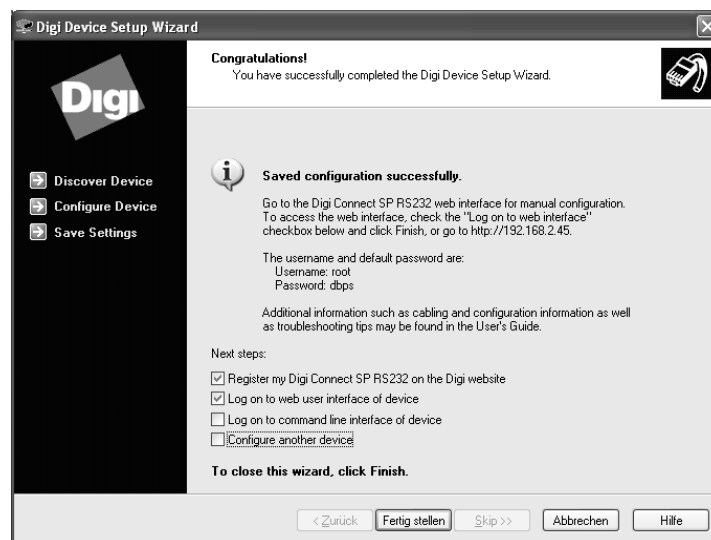 Digi Device Setup Wizard
Congratulations!
You have successfully completed the Digi Device Setup Wizard.
Digi
Discover Device
Configure Device
Save Settings
Saved configuration successfully.
Go to the Digi Connect SP RS232 web interface for manual configuration.
To access the web interface, check the "Log on to web interface"
checkbox below and click Finish, or go to http://192.168.2.45.
The username and default password are:
Username: root
Password: dbps
Additional information such as cabling and configuration information as well
as troubleshooting tips may be found in the User's Guide.
Next steps:
Register my Digi Connect SP RS232 on the Digi website
Log on to web user interface of device
Log on to command line interface of device
Configure another device
To close this wizard, click Finish.
< Zurück
Fertig stellen
Skip >>
Abbrechen
Hilfe